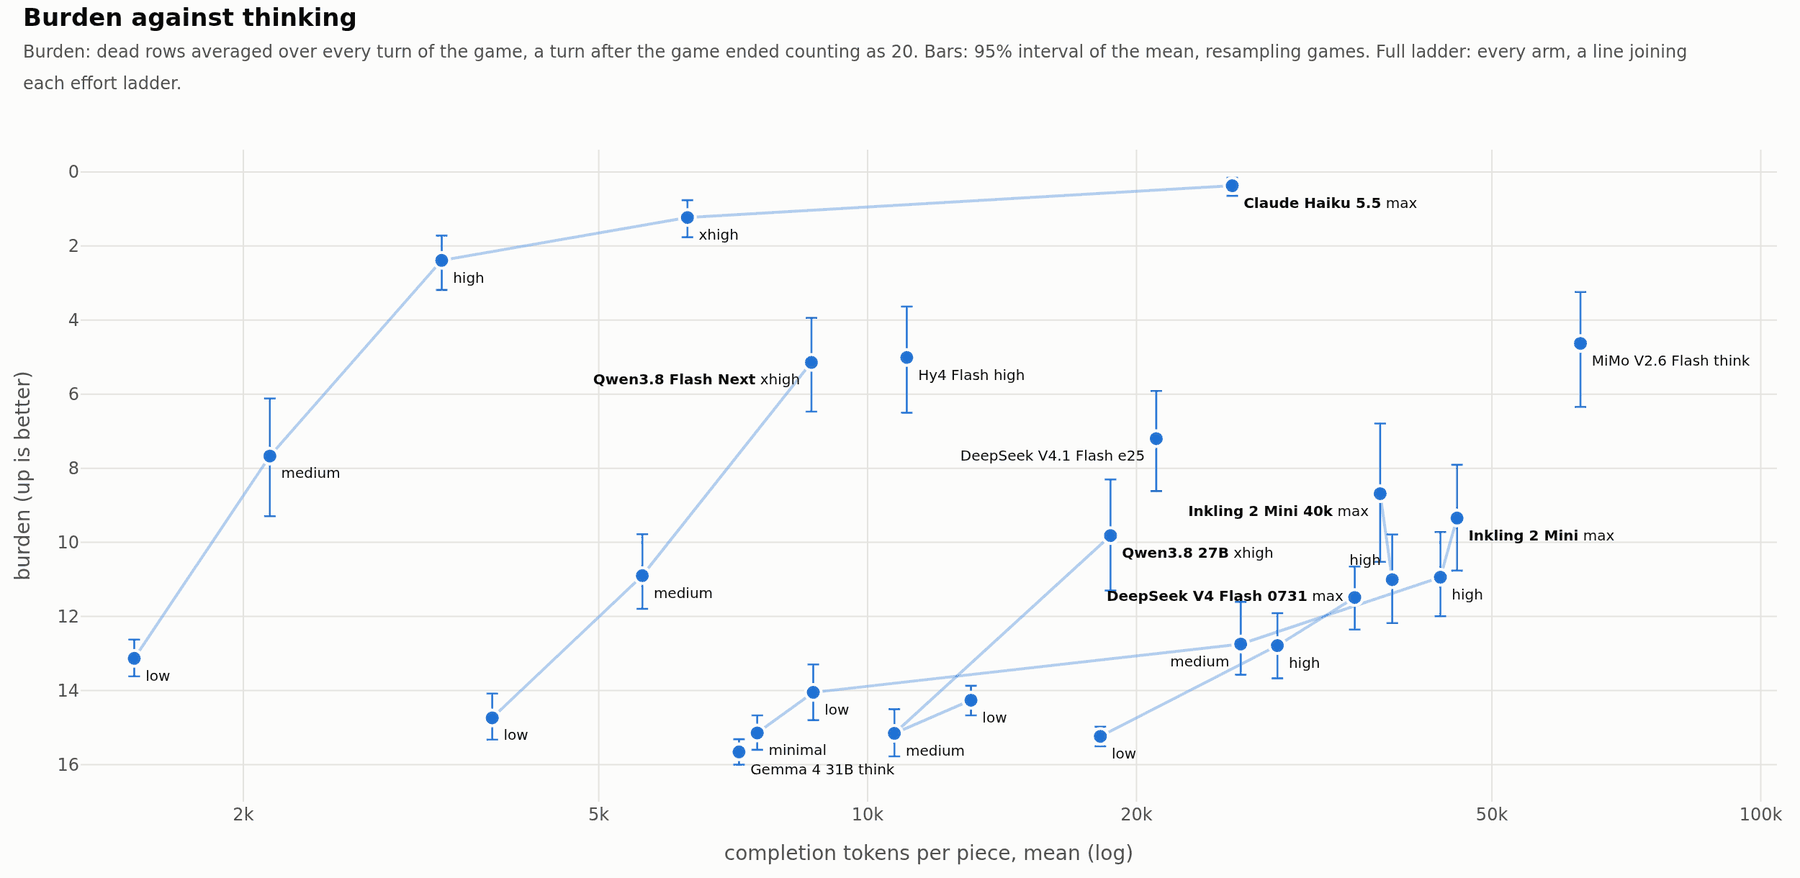 Burden against thinking
Burden: dead rows averaged over every turn of the game, a turn after the game ended counting as 20. Bars: 95% interval of the mean, resampling games. Full ladder: every arm, a line joining
each effort ladder.
0
Claude Haiku 5.5 max
xhigh
2
high
4
MiMo V2.6 Flash think
Hy4 Flash high
Qwen3.8 Flash Next xhigh
6
DeepSeek V4.1 Flash e25
8
medium
Inkling 2 Mini 40k max
Inkling 2 Mini max
10
Qwen3.8 27B xhigh
high
medium
DeepSeek V4 Flash 0731 max
high
12
medium
high
low
14
low
low
low
minimal
medium
low
16
Gemma 4 31B think
burden (up is better)
2k
5k
10k
20k
50k
100k
completion tokens per piece, mean (log)